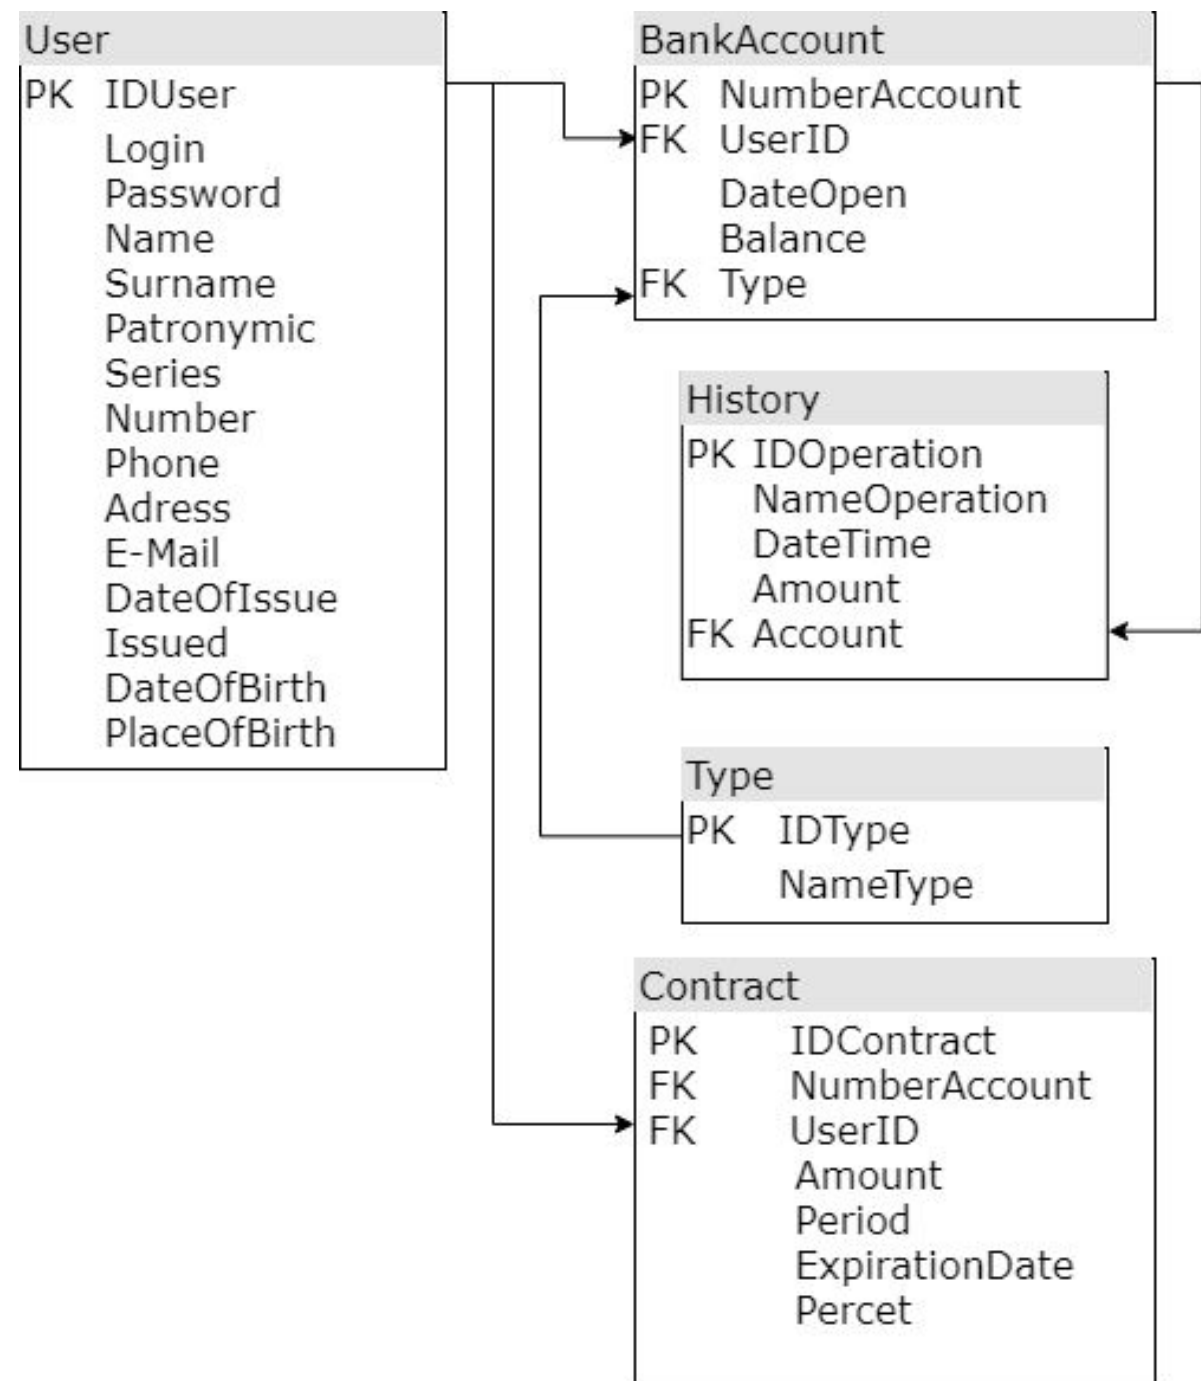 User
PK IDUser
Login
Password
Name
Surname
Patronymic
Series
Number
Phone
Adress
E-Mail
DateOfIssue
Issued
DateOfBirth
PlaceOfBirth
BankAccount
PK NumberAccount
FK UserID
DateOpen
Balance
FK Type
History
PK IDOperation
NameOperation
DateTime
Amount
FK Account
Type
PK IDType
NameType
Contract
PK IDContract
FK NumberAccount
FK UserID
Amount
Period
ExpirationDate
Percet